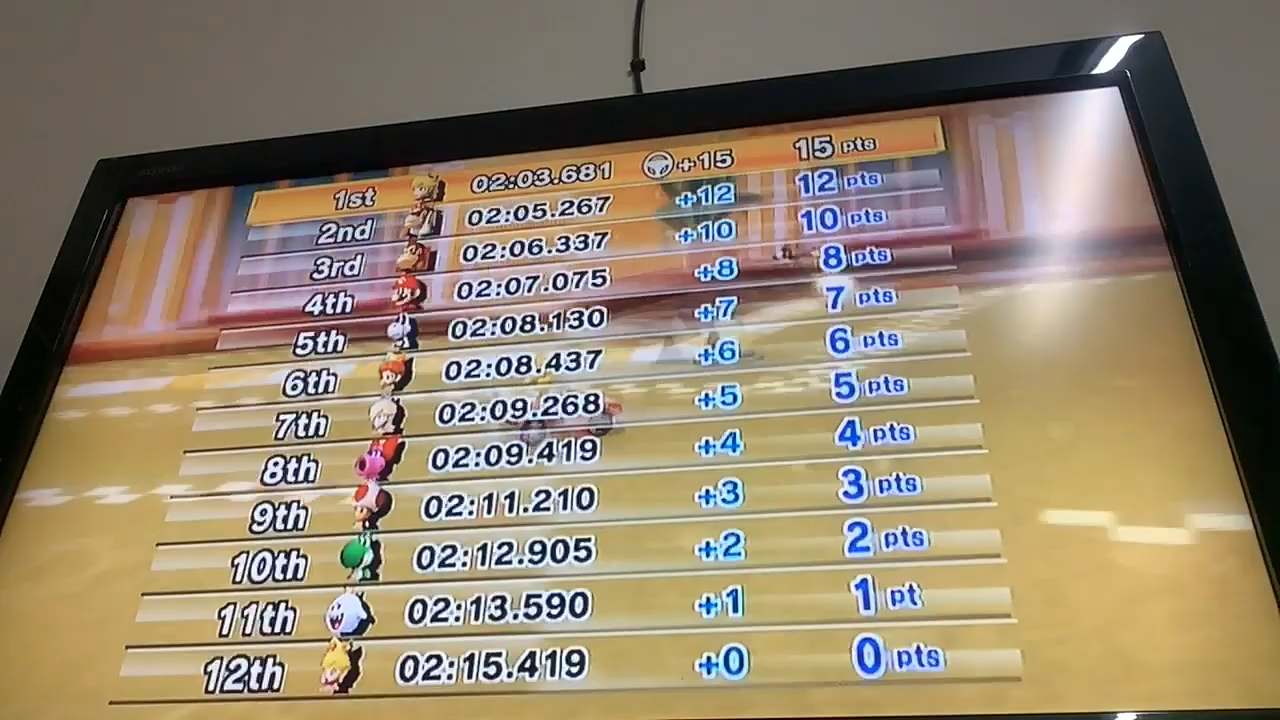 1st 02:03.681 +15 15 pts
2nd 02:05.267 +12 12 pts
3rd 02:06.337 +10 10 pts
4th 02:07.075 +8 8 pts
5th 02:08.130 +7 7 pts
6th 02:08.437 +6 6 pts
7th 02:09.268 +5 5 pts
8th 02:09.419 +4 4 pts
9th 02:11.210 +3 3 pts
10th 02:12.905 +2 2 pts
11th 02:13.590 +1 1 pt
12th 02:15.419 +0 0 pts